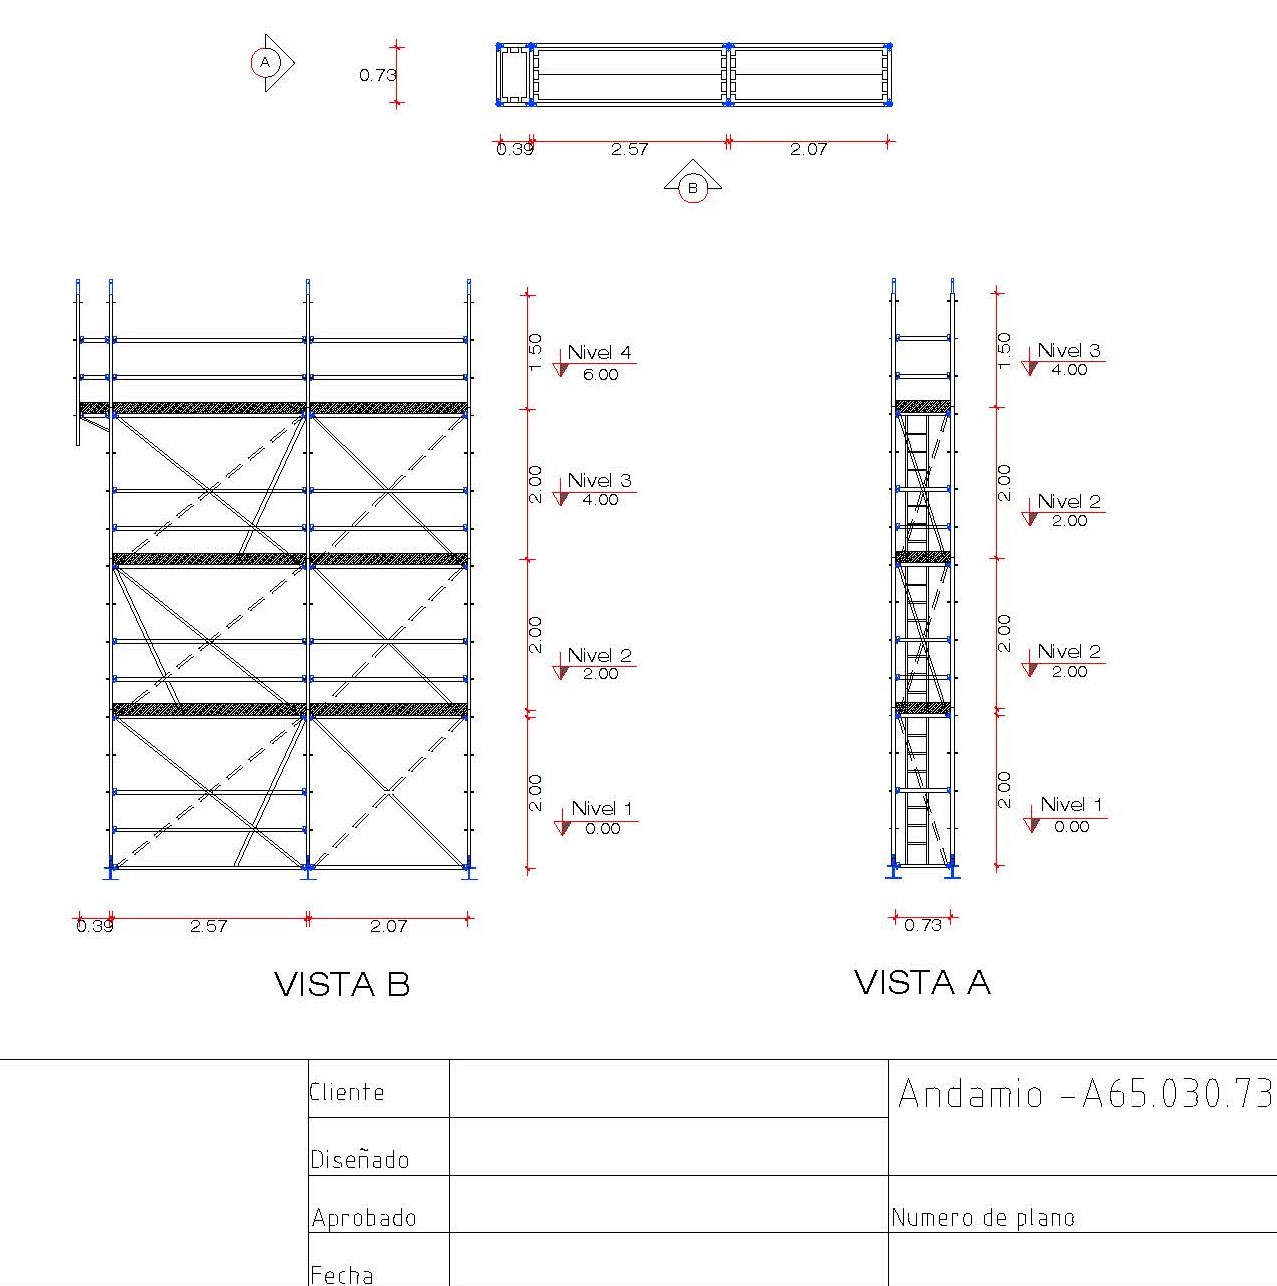 A
0.73
0.39
2.57
2.07
B
1.50
Nivel 4
6.00
2.00
Nivel 3
4.00
2.00
Nivel 2
2.00
2.00
Nivel 1
0.00
0.39
2.57
2.07
VISTA B
1.50
Nivel 3
4.00
2.00
Nivel 2
2.00
2.00
Nivel 2
2.00
2.00
Nivel 1
0.00
0.73
VISTA A
Cliente
Andamio -A65.030.73
Diseñado
Aprobado
Numero de plano
Fecha